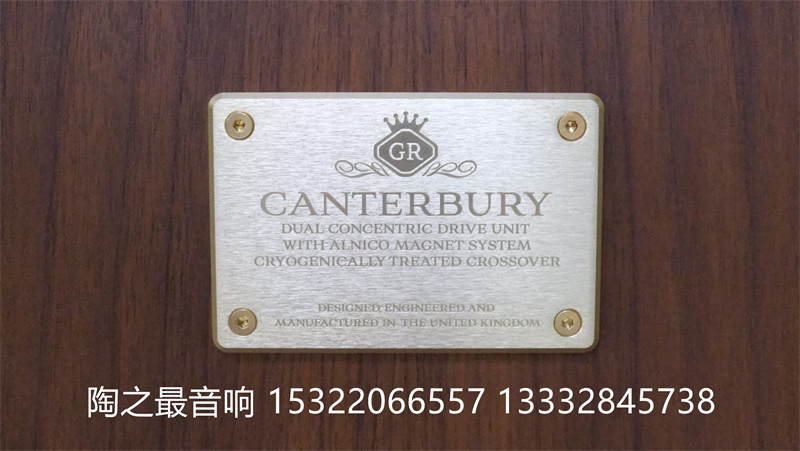 GR
CANTERBURY
DUAL CONCENTRIC DRIVE UNIT
WITH ALNICO MAGNET SYSTEM
CRYOGENICALLY TREATED CROSSOVER
DESIGNED, ENGINEERED AND
MANUFACTURED IN THE UNITED KINGDOM
陶之最音响 15322066557 13332845738